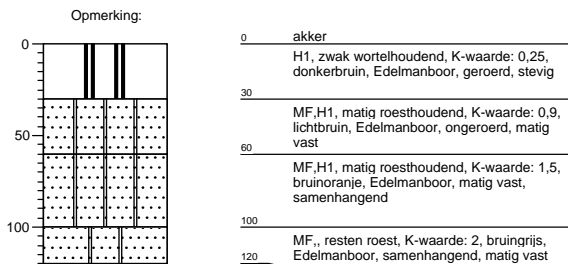 Opmerking:
0
50
100
0 akker
H1, zwak wortelhoudend, K-waarde: 0,25,
donkerbruin, Edelmanboor, geroerd, stevig
30
MF,H1, matig roesthoudend, K-waarde: 0,9,
lichtbruin, Edelmanboor, ongeroerd, matig
vast
60
MF,H1, matig roesthoudend, K-waarde: 1,5,
bruinoranje, Edelmanboor, matig vast,
samenhangend
100
MF,, resten roest, K-waarde: 2, bruingrijs,
Edelmanboor, samenhangend, matig vast
120